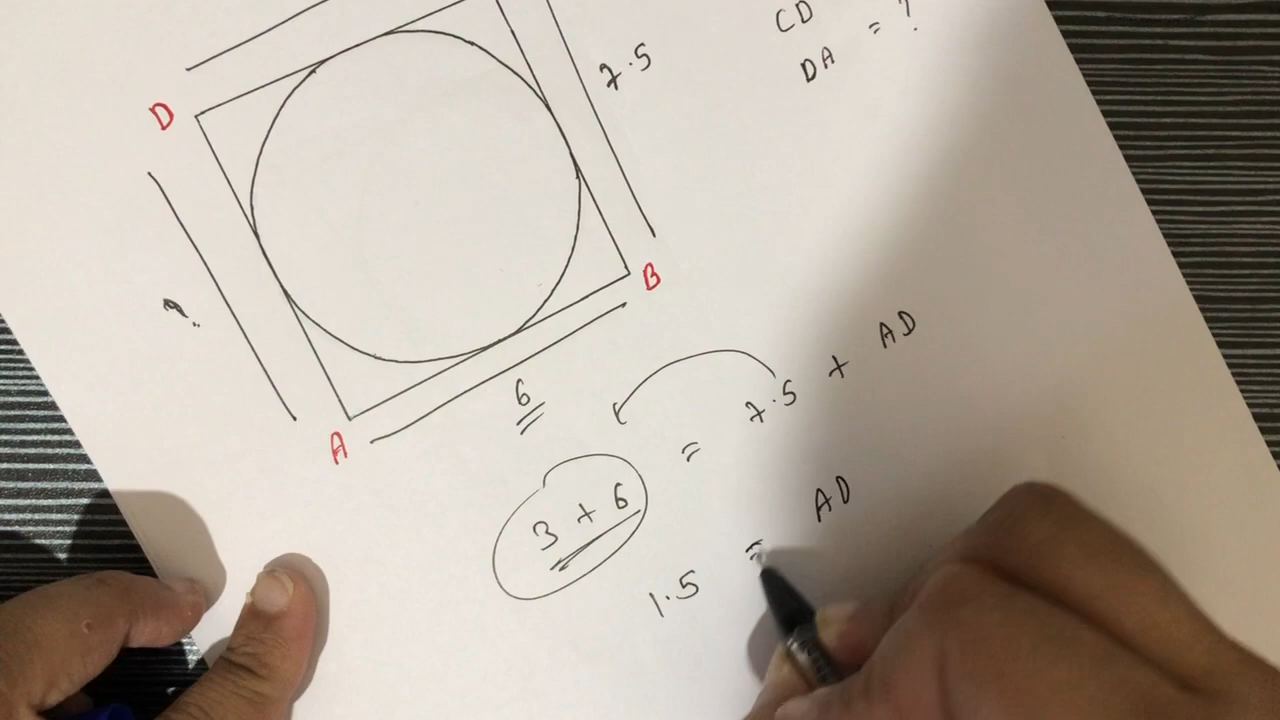 CD
DA = ?
7.5
D
B
?
6
A
3 + 6 = 7.5 + AD
1.5 = AD